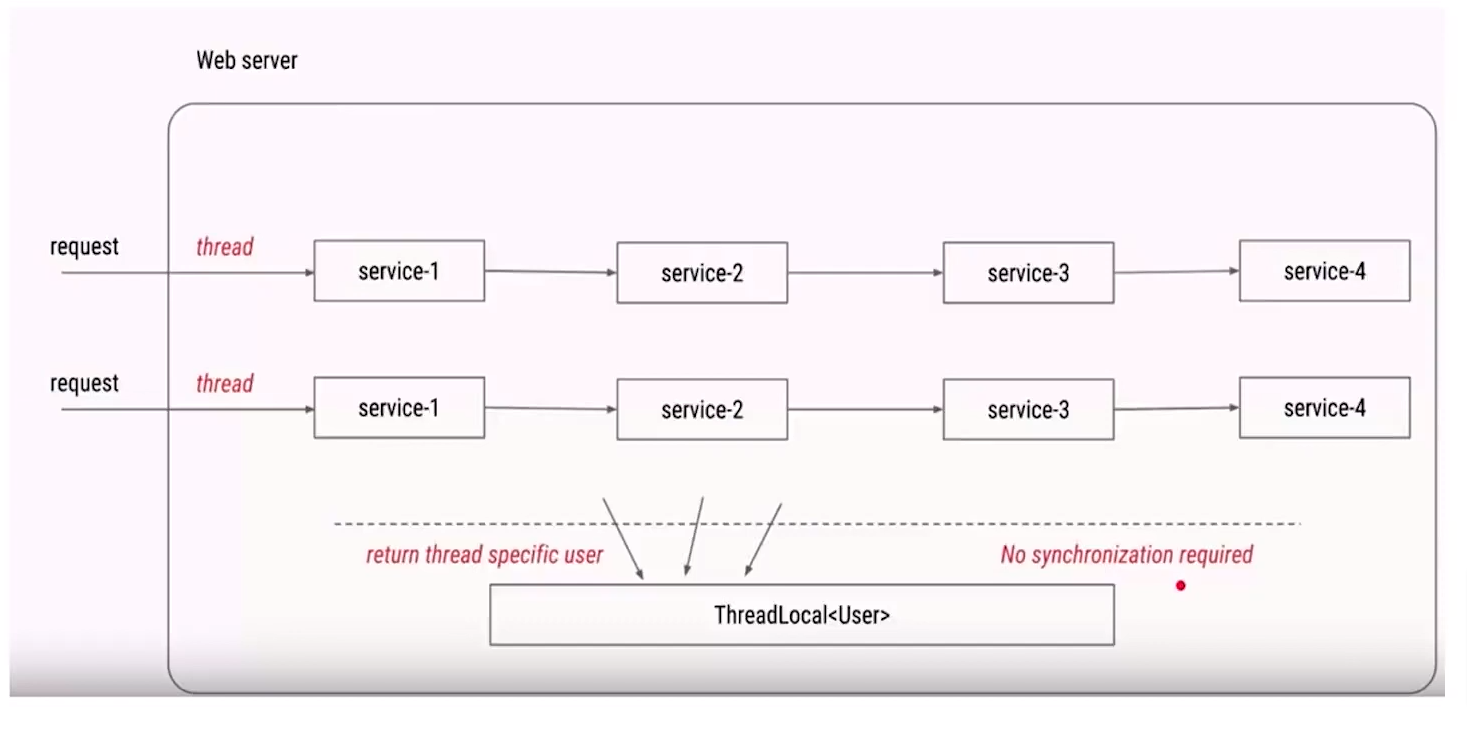 Web server
request
thread
service-1
service-2
service-3
service-4
request
thread
service-1
service-2
service-3
service-4
return thread specific user
No synchronization required
ThreadLocal<User>